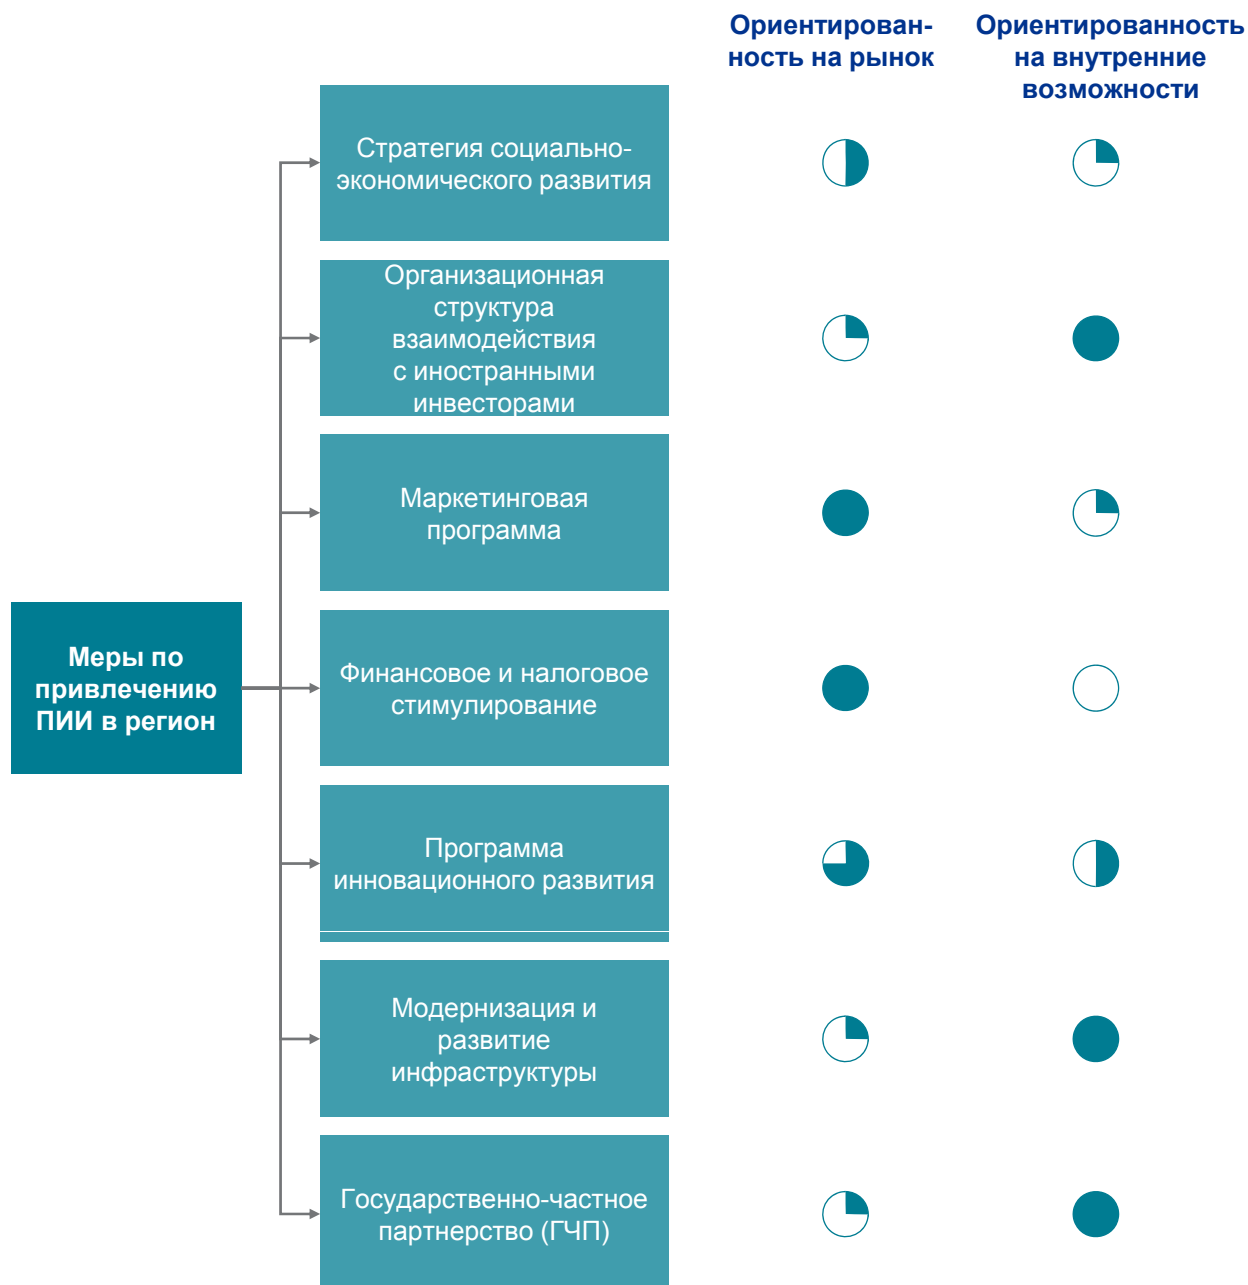 Ориентирован-
ность на рынок
Ориентированность
на внутренние
возможности
Стратегия социально-
экономического развития
Организационная
структура
взаимодействия
с иностранными
инвесторами
Маркетинговая
программа
Меры по
привлечению
ПИИ в регион
Финансовое и налоговое
стимулирование
Программа
инновационного развития
Модернизация и
развитие
инфраструктуры
Государственно-частное
партнерство (ГЧП)